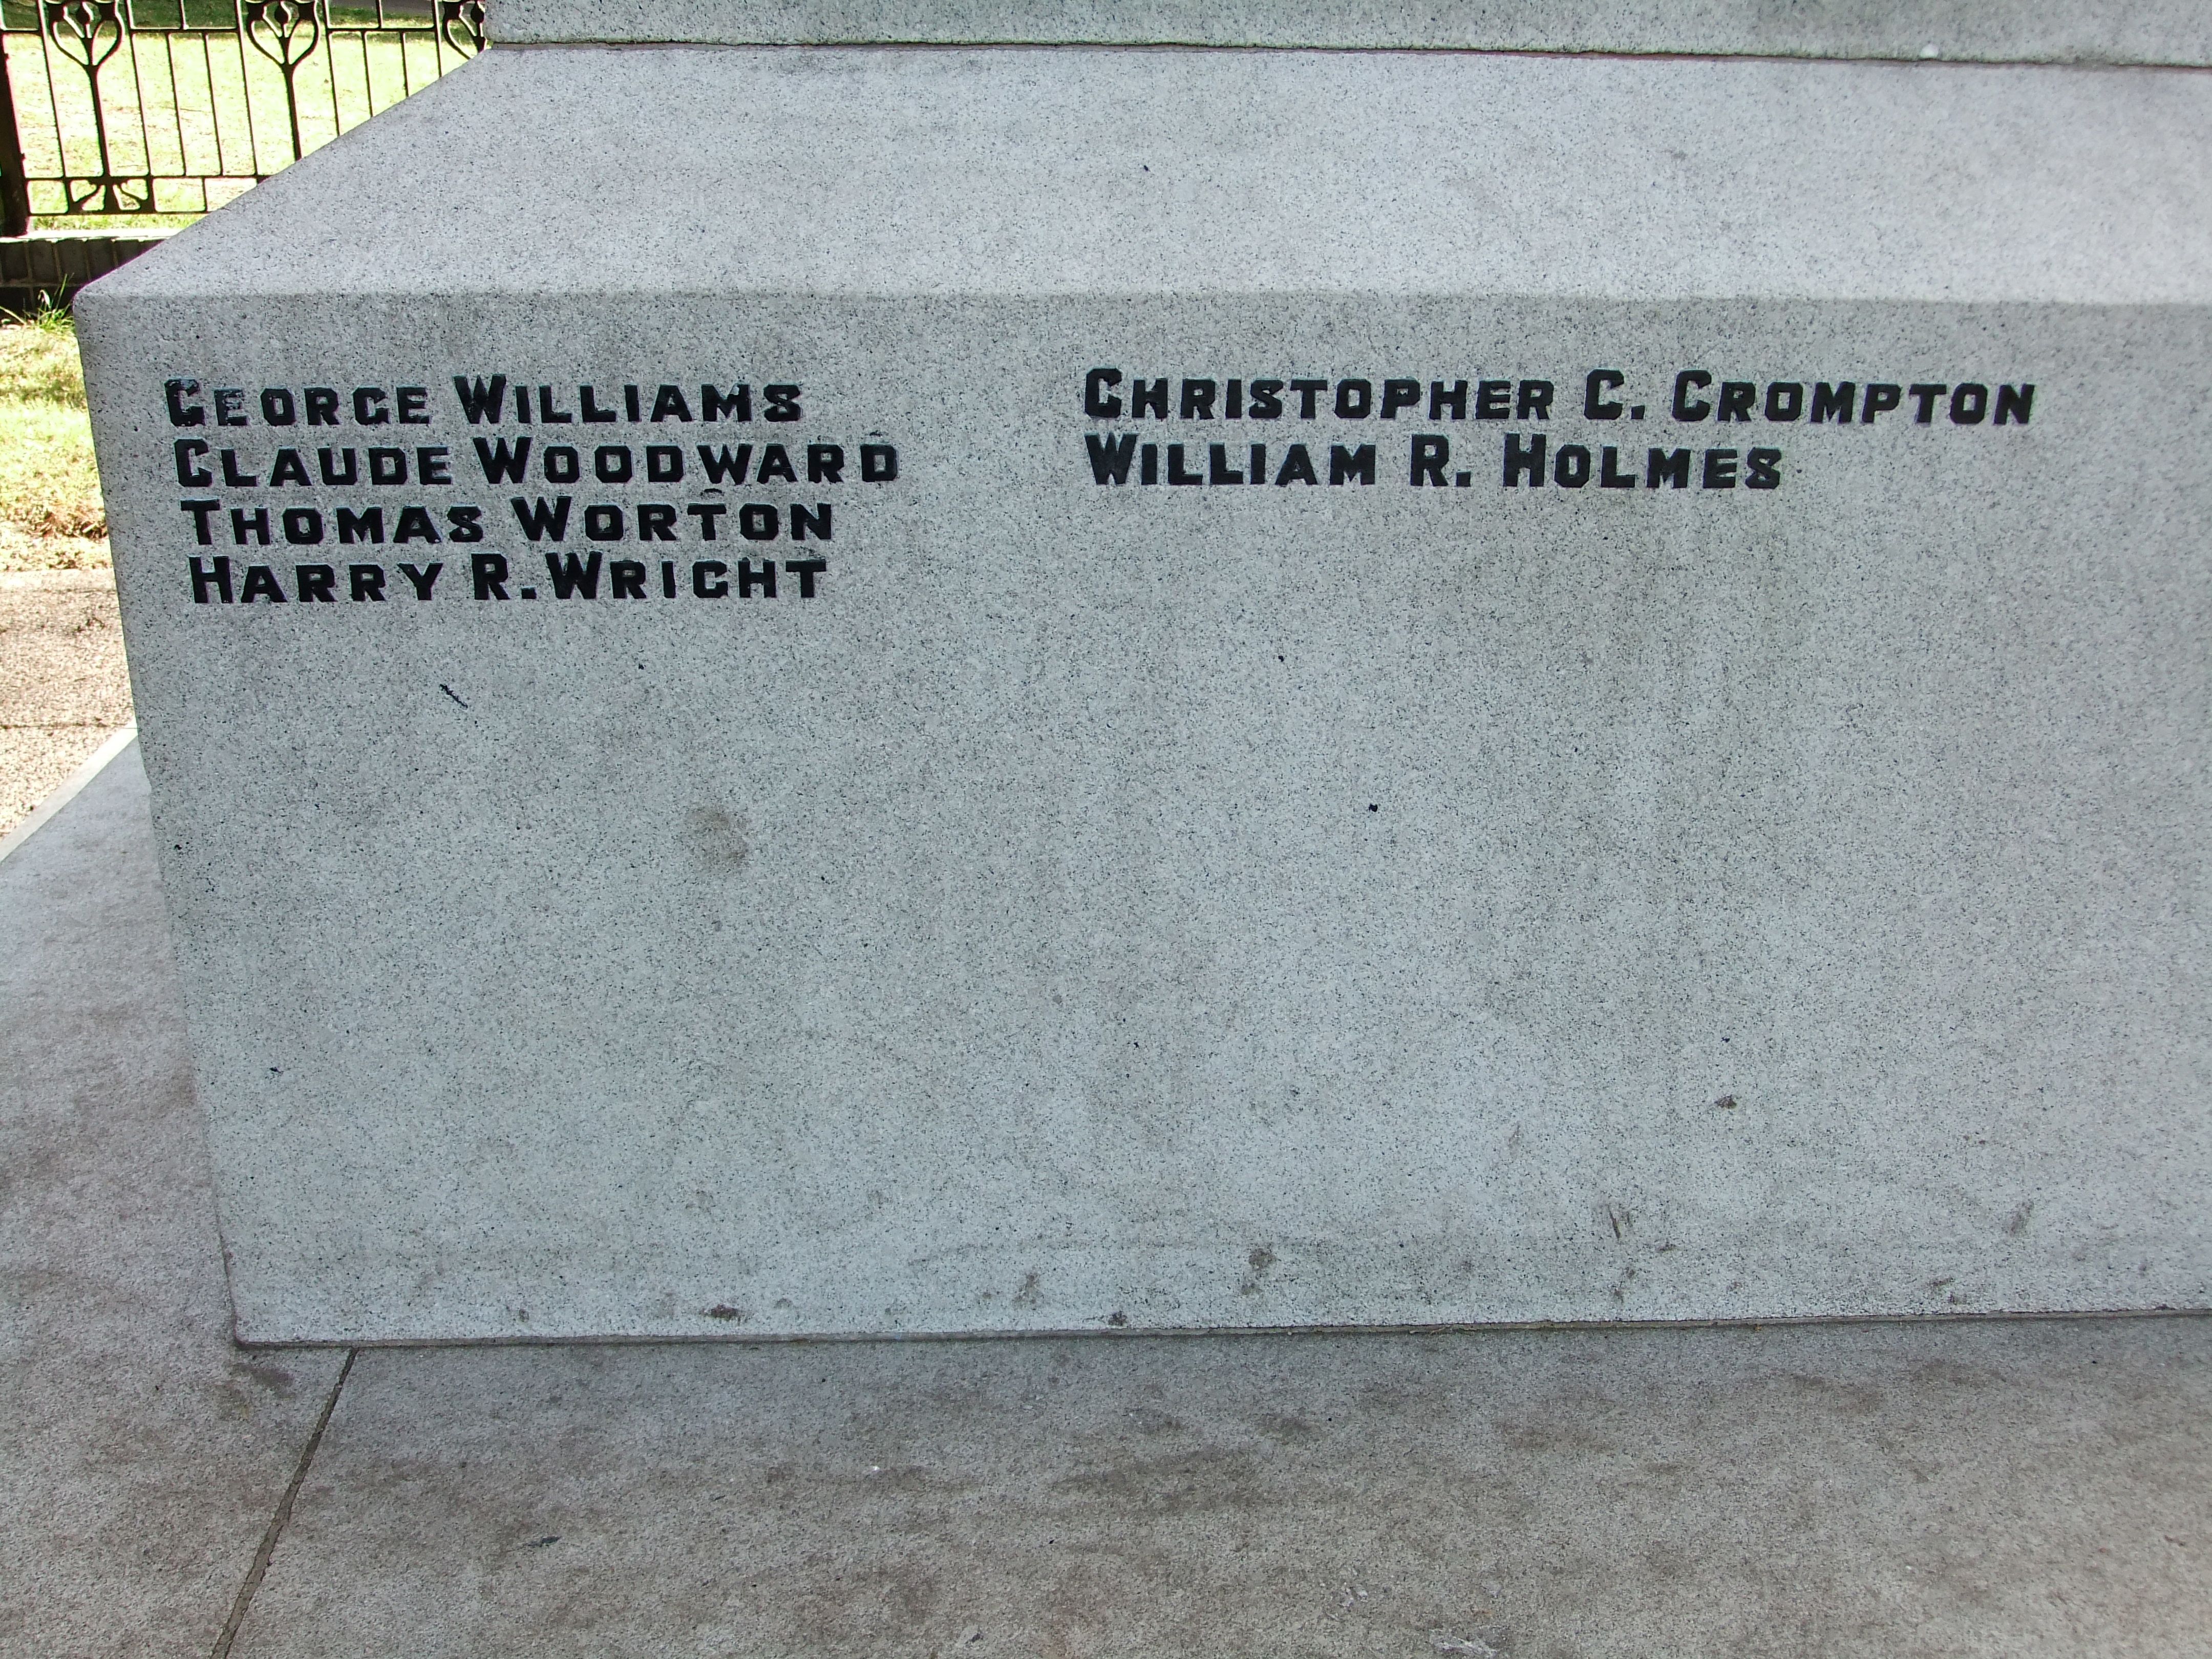 GEORGE WILLIAMS
CLAUDE WOODWARD
THOMAS WORTON
HARRY R. WRIGHT
CHRISTOPHER C. CROMPTON
WILLIAM R. HOLMES